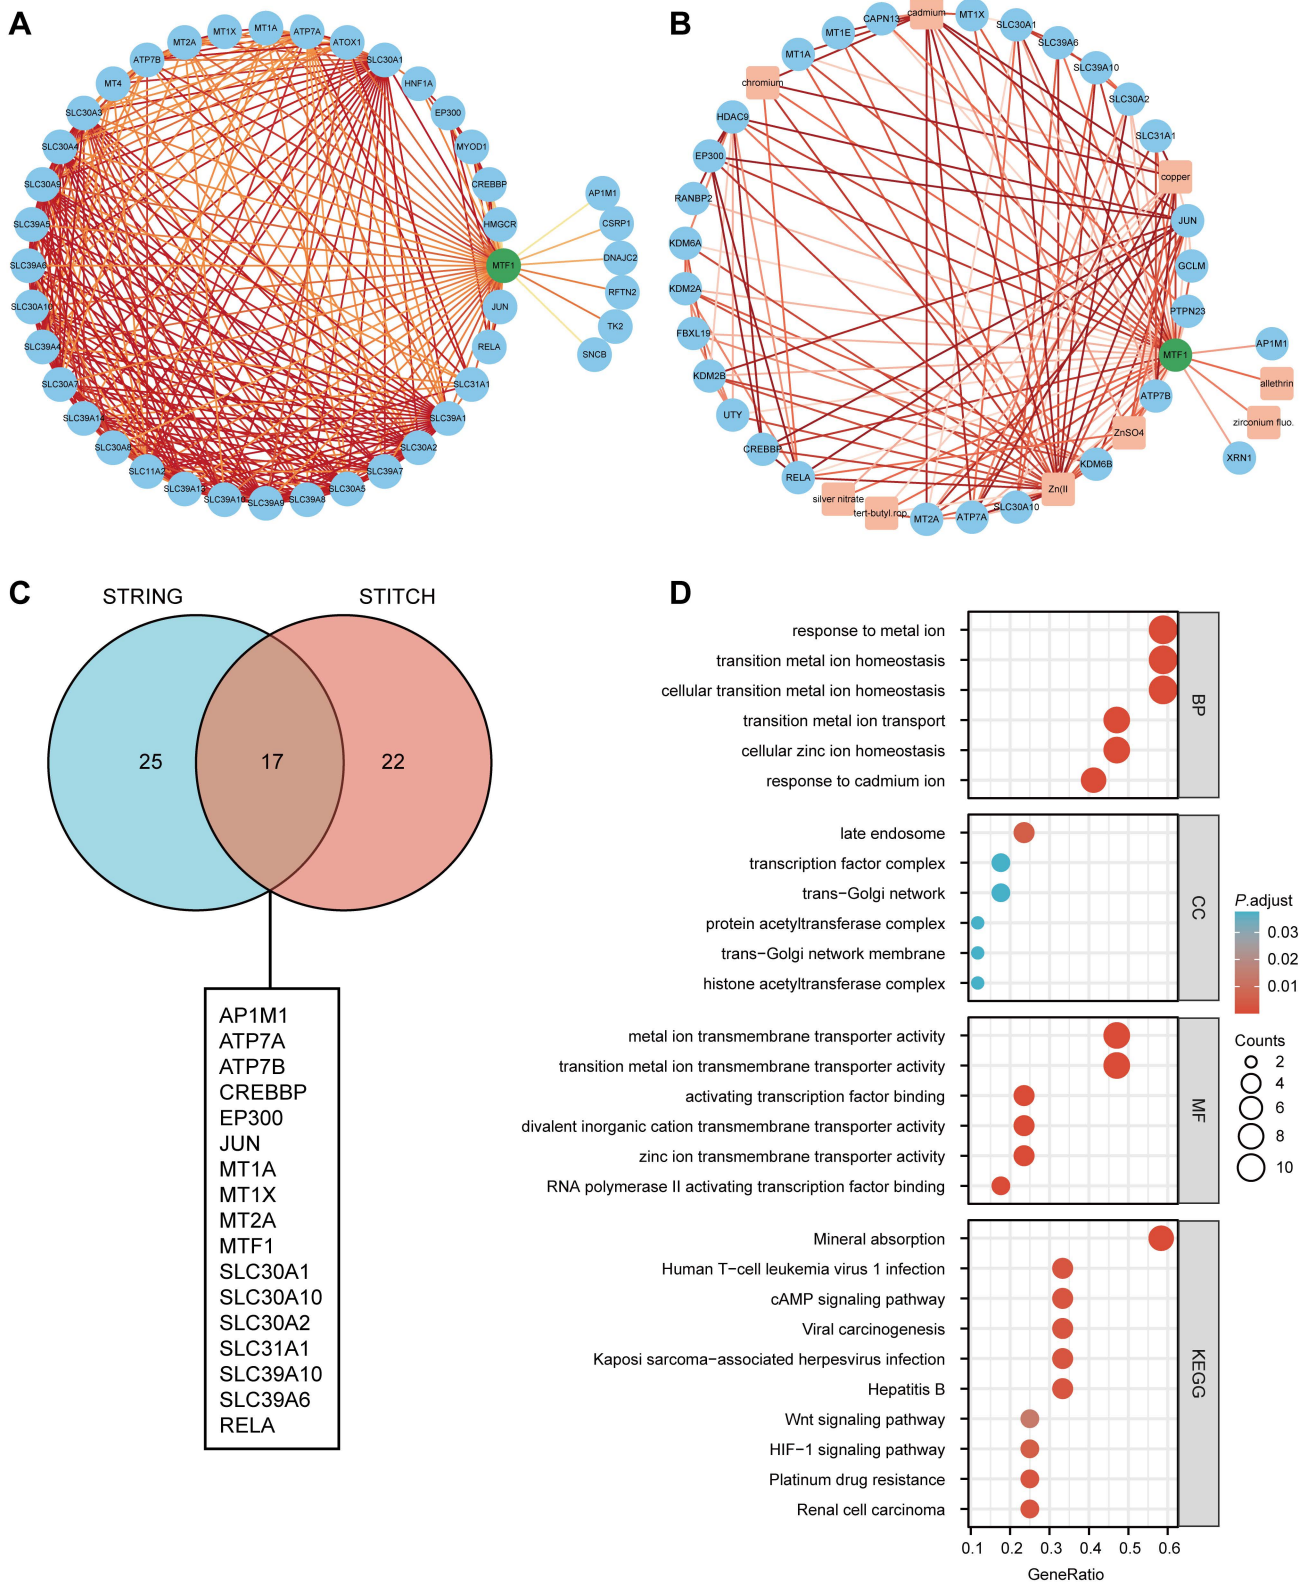 A
MT1X
MT1A
ATP7A
MT2A
ATOX1
ATP7B
SLC30A1
MT4
HNF1A
SLC30A3
EP300
SLC30A4
MYOD1
SLC30A9
CREBBP
SLC39A5
HMGCR
SLC39A6
MTF1
SLC30A10
JUN
SLC39A4
RELA
SLC30A7
SLC31A1
SLC39A14
SLC39A1
SLC30A8
SLC30A2
SLC11A2
SLC39A7
SLC39A13
SLC30A5
SLC39A10
SLC39A9
SLC39A8
AP1M1
CSRP1
DNAJC2
RFTN2
TK2
SNCB
B
cadmium
MT1X
CAPN13
SLC30A1
MT1E
SLC39A6
MT1A
SLC39A10
chromium
SLC30A2
HDAC9
SLC31A1
EP300
copper
RANBP2
JUN
KDM6A
GCLM
KDM2A
PTPN23
FBXL19
MTF1
KDM2B
ATP7B
UTY
ZnSO4
CREBBP
KDM6B
RELA
Zn(II
silver nitrate
SLC30A10
tert-butyl.rop.
MT2A
ATP7A
AP1M1
allethrin
zirconium fluo.
XRN1
C
STRING
STITCH
25
17
22
AP1M1
ATP7A
ATP7B
CREBBP
EP300
JUN
MT1A
MT1X
MT2A
MTF1
SLC30A1
SLC30A10
SLC30A2
SLC31A1
SLC39A10
SLC39A6
RELA
D
response to metal ion
transition metal ion homeostasis
cellular transition metal ion homeostasis
transition metal ion transport
cellular zinc ion homeostasis
response to cadmium ion
BP
late endosome
transcription factor complex
trans−Golgi network
protein acetyltransferase complex
trans−Golgi network membrane
histone acetyltransferase complex
CC
metal ion transmembrane transporter activity
transition metal ion transmembrane transporter activity
activating transcription factor binding
divalent inorganic cation transmembrane transporter activity
zinc ion transmembrane transporter activity
RNA polymerase II activating transcription factor binding
MF
Mineral absorption
Human T−cell leukemia virus 1 infection
cAMP signaling pathway
Viral carcinogenesis
Kaposi sarcoma−associated herpesvirus infection
Hepatitis B
Wnt signaling pathway
HIF−1 signaling pathway
Platinum drug resistance
Renal cell carcinoma
KEGG
0.1 0.2 0.3 0.4 0.5 0.6
GeneRatio
P.adjust
0.03
0.02
0.01
Counts
2
4
6
8
10